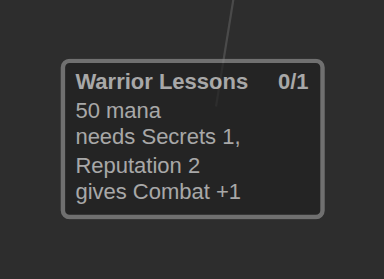 Warrior Lessons 0/1
50 mana
needs Secrets 1,
Reputation 2
gives Combat +1